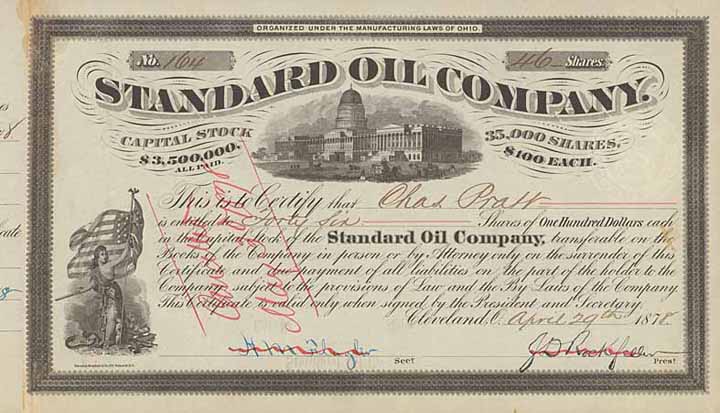 ORGANIZED UNDER THE MANUFACTURING LAWS OF OHIO.
No. 164
46 Shares.
STANDARD OIL COMPANY.
CAPITAL STOCK
$3,500,000.
ALL PAID.
35,000 SHARES,
$100 EACH.
This is to Certify that Chas Pratt
is entitled to Forty Six Shares of One Hundred Dollars, each
in the Capital Stock of the Standard Oil Company, transferable on the
Books of the Company in person or by Attorney only on the surrender of this
Certificate and the payment of all liabilities on the part of the holder to the
Company, subject to the provisions of Law and the By Laws of the Company.
This Certificate is valid only when signed by the President and Secretary.
Cleveland, O. April 29th 1878
H M Flagler Sect
J D Rockefeller Prest